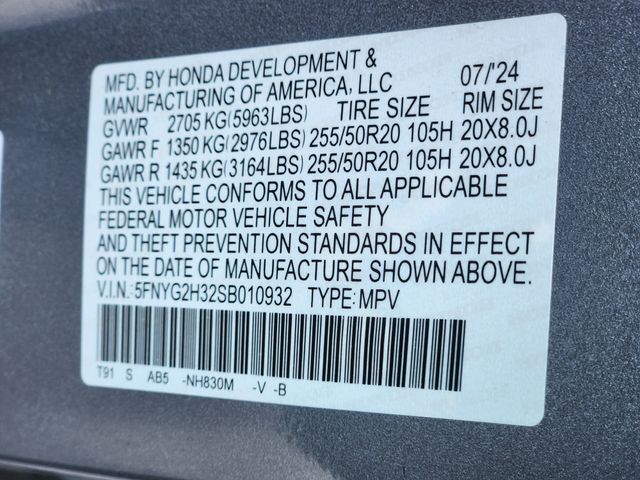 MFD. BY HONDA DEVELOPMENT &
MANUFACTURING OF AMERICA, LLC 07/'24
GVWR 2705 KG(5963LBS) TIRE SIZE RIM SIZE
GAWR F 1350 KG(2976LBS) 255/50R20 105H 20X8.0J
GAWR R 1435 KG(3164LBS) 255/50R20 105H 20X8.0J
THIS VEHICLE CONFORMS TO ALL APPLICABLE
FEDERAL MOTOR VEHICLE SAFETY
AND THEFT PREVENTION STANDARDS IN EFFECT
ON THE DATE OF MANUFACTURE SHOWN ABOVE.
V.I.N.:5FNYG2H32SB010932 TYPE:MPV
T91 S AB5 -NH830M -V -B